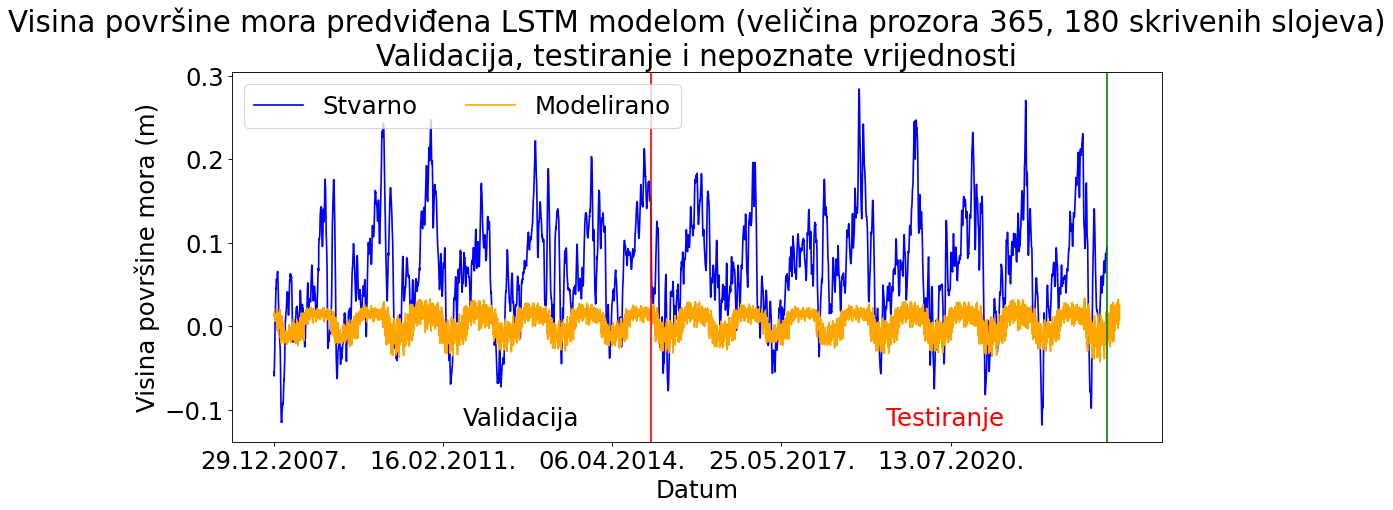 Visina površine mora predviđena LSTM modelom (veličina prozora 365, 180 skrivenih slojeva)
Validacija, testiranje i nepoznate vrijednosti
Stvarno Modelirano
Visina površine mora (m)
0.3
0.2
0.1
0.0
−0.1
Validacija Testiranje
29.12.2007. 16.02.2011. 06.04.2014. 25.05.2017. 13.07.2020.
Datum